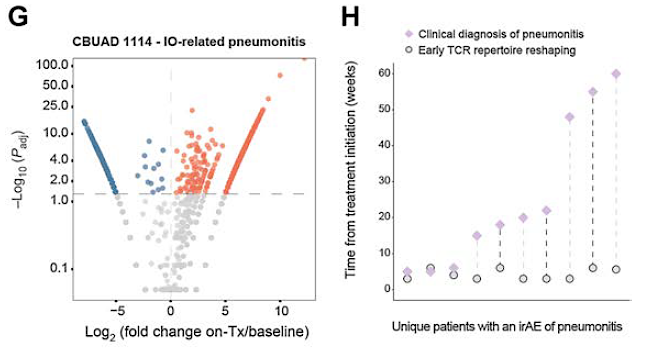 G
CBUAD 1114 - IO-related pneumonitis
–Log10 (Padj)
100.0
50.0
25.0
10.0
4.0
2.0
1.0
0.1
−5 0 5 10
Log2 (fold change on-Tx/baseline)
H
Clinical diagnosis of pneumonitis
Early TCR repertoire reshaping
Time from treatment initiation (weeks)
60
50
40
30
20
10
0
Unique patients with an irAE of pneumonitis